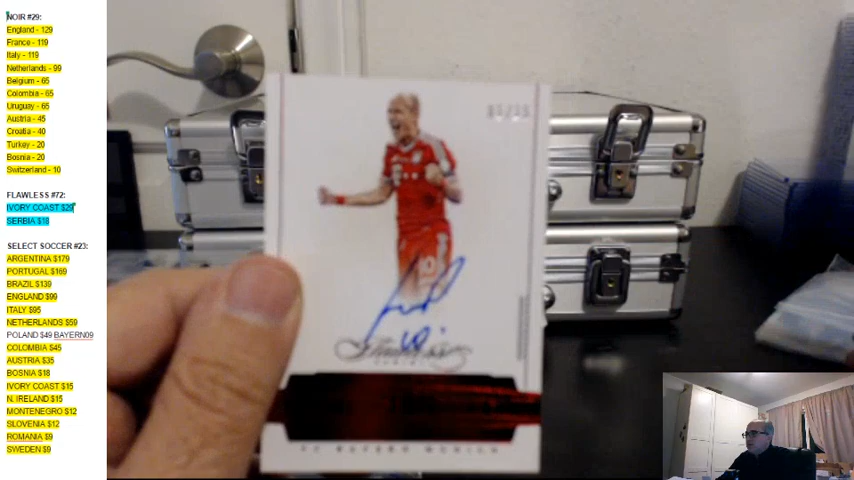 NOIR #29:
England - 129
France - 119
Italy - 119
Netherlands - 99
Belgium - 65
Colombia - 65
Uruguay - 65
Austria - 45
Croatia - 40
Turkey - 20
Bosnia - 20
Switzerland - 10
FLAWLESS #72:
IVORY COAST $29
SERBIA $18
SELECT SOCCER #23:
ARGENTINA $179
PORTUGAL $169
BRAZIL $139
ENGLAND $99
ITALY $95
NETHERLANDS $59
POLAND $49 BAYERN09
COLOMBIA $45
AUSTRIA $35
BOSNIA $18
IVORY COAST $15
N. IRELAND $15
MONTENEGRO $12
SLOVENIA $12
ROMANIA $9
SWEDEN $9
10
Flawless
FC BAYERN MUNICH